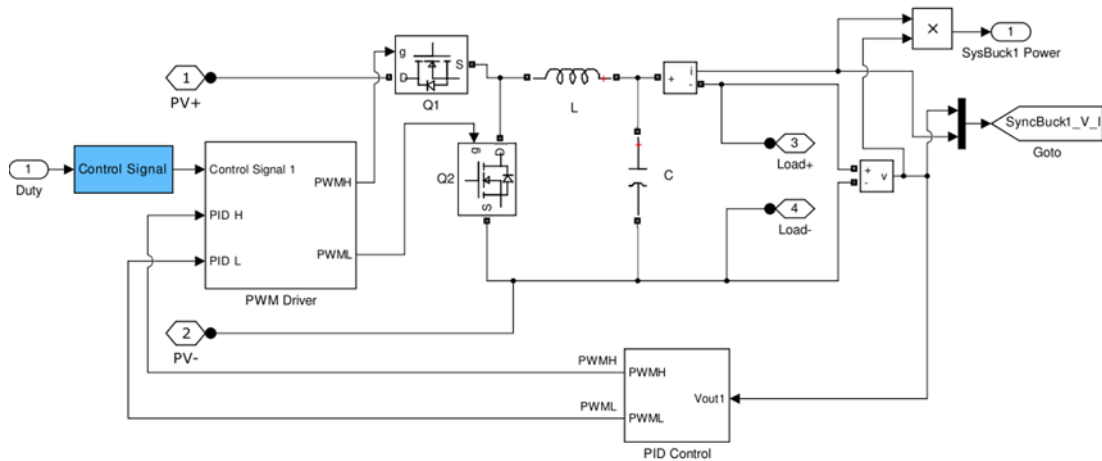 1
SysBuck1 Power
×
g
D
S
Q1
1
PV+
L
+
+
i
-
SyncBuck1_V_I
Goto
1
Duty
Control Signal
Control Signal 1
PWMH
PID H
PID L
PWML
PWM Driver
g
D
S
Q2
+
C
3
Load+
+
-
v
4
Load-
2
PV-
PWMH
PWMH
Vout1
PWML
PWML
PID Control